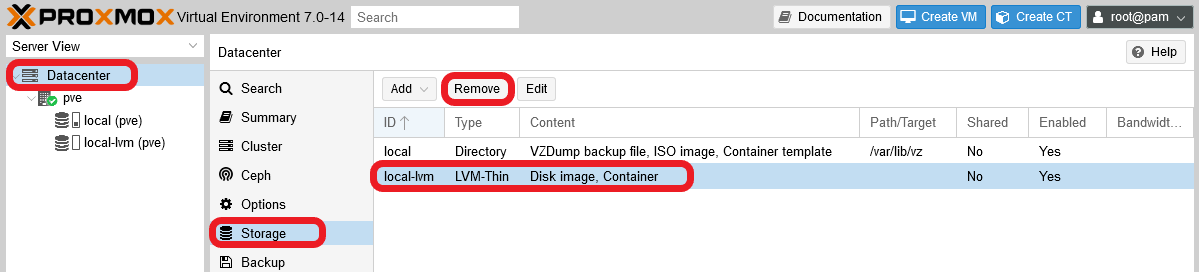 PROXMOX Virtual Environment 7.0-14 Search Documentation Create VM Create CT root@pam
Server View Datacenter Help
Datacenter
pve
local (pve)
local-lvm (pve)
Search
Summary
Cluster
Ceph
Options
Storage
Backup
Add Remove Edit
ID Type Content Path/Target Shared Enabled Bandwidt...
local Directory VZDump backup file, ISO image, Container template /var/lib/vz No Yes
local-lvm LVM-Thin Disk image, Container No Yes